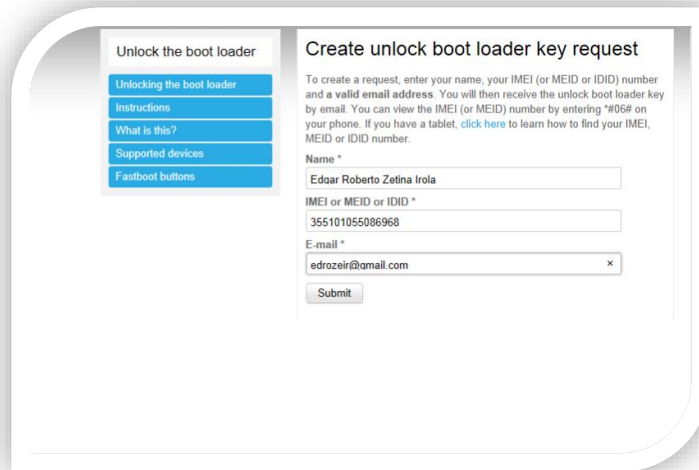 Unlock the boot loader
Unlocking the boot loader
Instructions
What is this?
Supported devices
Fastboot buttons
Create unlock boot loader key request
To create a request, enter your name, your IMEI (or MEID or IDID) number
and a valid email address. You will then receive the unlock boot loader key
by email. You can view the IMEI (or MEID) number by entering *#06# on
your phone. If you have a tablet, click here to learn how to find your IMEI,
MEID or IDID number.
Name *
Edgar Roberto Zetina Irola
IMEI or MEID or IDID *
355101055086968
E-mail *
edrozeir@gmail.com ×
Submit